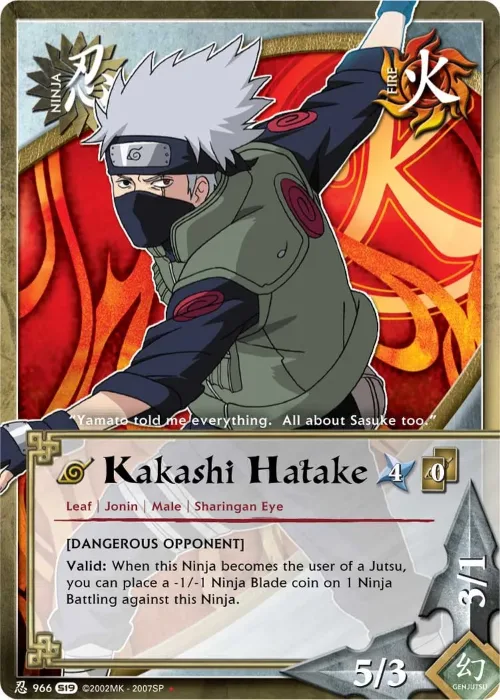 NINJA
忍
FIRE
火
"Yamato told me everything. All about Sasuke too."
Kakashi Hatake 4 0
Leaf | Jonin | Male | Sharingan Eye
[DANGEROUS OPPONENT]
Valid: When this Ninja becomes the user of a Jutsu,
you can place a -1/-1 Ninja Blade coin on 1 Ninja
Battling against this Ninja.
3/1
5/3
幻
GENJUTSU
忍 966 S19 ©2002MK - 2007SP